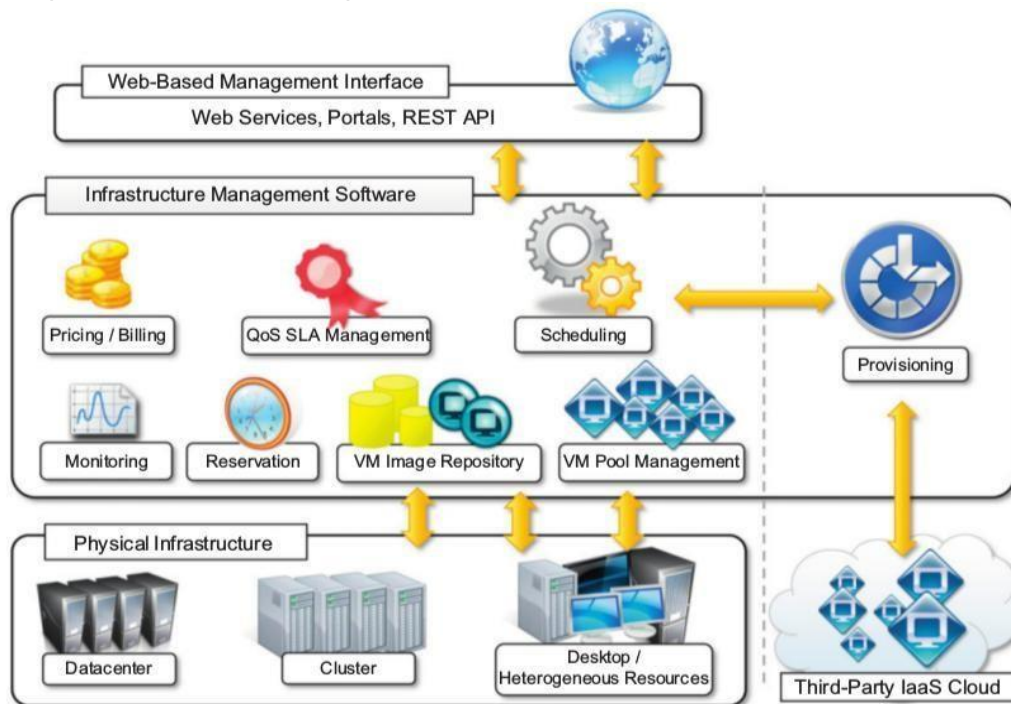 Web-Based Management Interface
Web Services, Portals, REST API
Infrastructure Management Software
Pricing / Billing
QoS SLA Management
Scheduling
Provisioning
Monitoring
Reservation
VM Image Repository
VM Pool Management
Physical Infrastructure
Datacenter
Cluster
Desktop /
Heterogeneous Resources
Third-Party IaaS Cloud